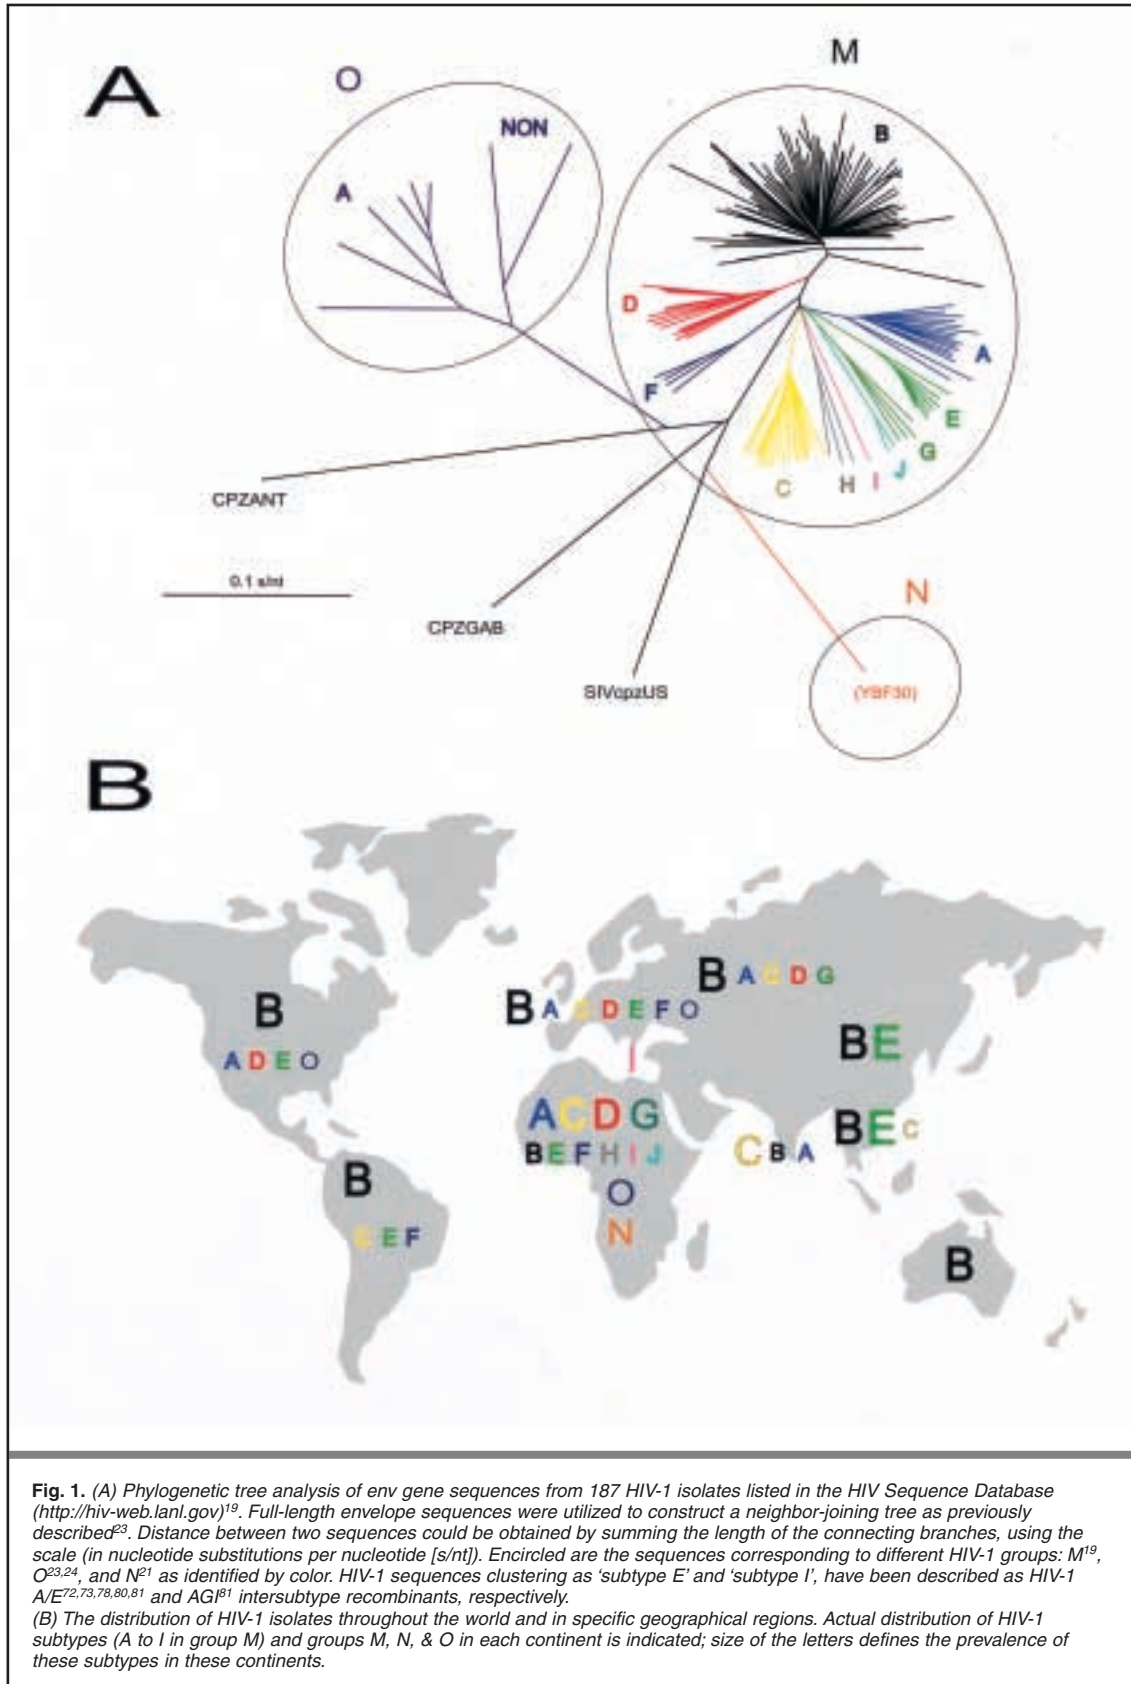 A
O
M
NON
B
A
D
A
F
E
G
C
H
I
J
CPZANT
0.1 s/nt
N
CPZGAB
SIVcpzUS
(YBF30)
B
B A C D G
B A C D E F O
B
B E
A D E O
I
A C D G
B E C
B E F H I J
C B A
B
O
C E F
N
B
Fig. 1. (A) Phylogenetic tree analysis of env gene sequences from 187 HIV-1 isolates listed in the HIV Sequence Database
(http://hiv-web.lanl.gov)19. Full-length envelope sequences were utilized to construct a neighbor-joining tree as previously
described23. Distance between two sequences could be obtained by summing the length of the connecting branches, using the
scale (in nucleotide substitutions per nucleotide [s/nt]). Encircled are the sequences corresponding to different HIV-1 groups: M19,
O23,24, and N21 as identified by color. HIV-1 sequences clustering as ‘subtype E’ and ‘subtype I’, have been described as HIV-1
A/E72,73,78,80,81 and AGI81 intersubtype recombinants, respectively.
(B) The distribution of HIV-1 isolates throughout the world and in specific geographical regions. Actual distribution of HIV-1
subtypes (A to I in group M) and groups M, N, & O in each continent is indicated; size of the letters defines the prevalence of
these subtypes in these continents.